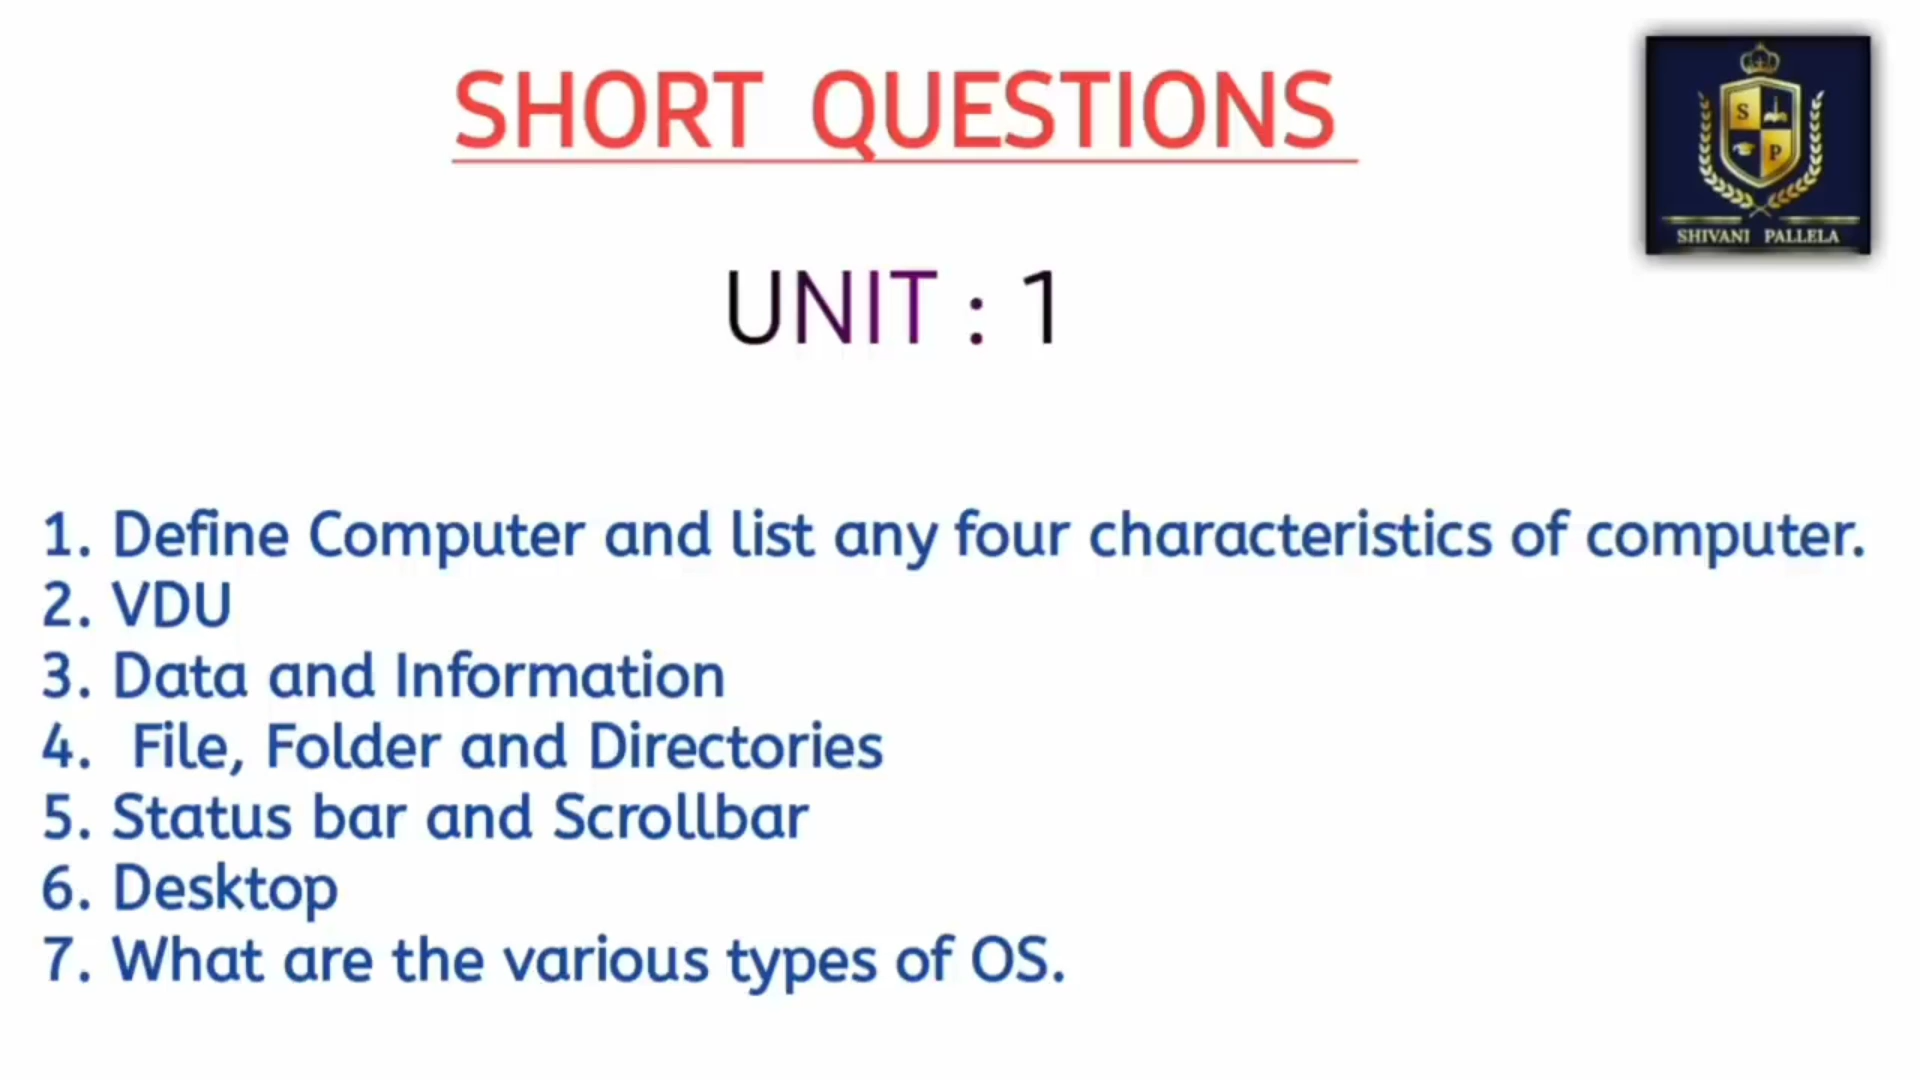 SHORT QUESTIONS
S
P
SHIVANI PALLELA
UNIT : 1
1. Define Computer and list any four characteristics of computer.
2. VDU
3. Data and Information
4. File, Folder and Directories
5. Status bar and Scrollbar
6. Desktop
7. What are the various types of OS.